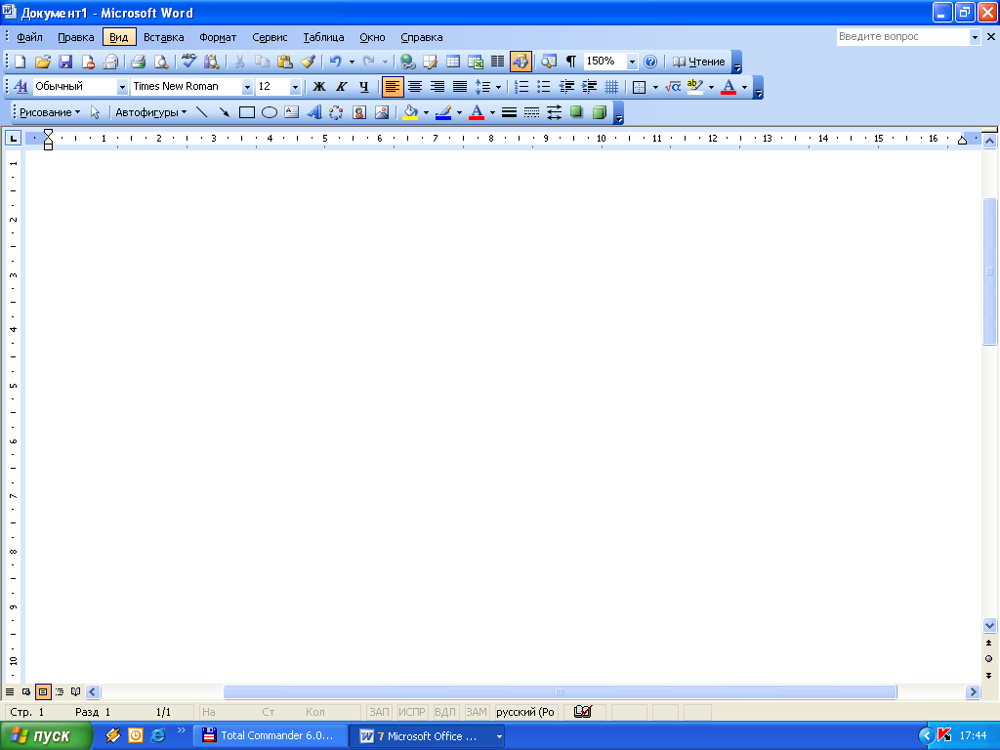 Документ1 - Microsoft Word
Файл Правка Вид Вставка Формат Сервис Таблица Окно Справка Введите вопрос
150% Чтение
Обычный Times New Roman 12 Ж К Ч
Рисование Автофигуры
1 2 3 4 5 6 7 8 9 10 11 12 13 14 15 16
1
2
3
4
5
6
7
8
9
10
Стр. 1 Разд 1 1/1 На Ст Кол ЗАП ИСПР ВДЛ ЗАМ русский (Ро
пуск Total Commander 6.0... 7 Microsoft Office ... 17:44